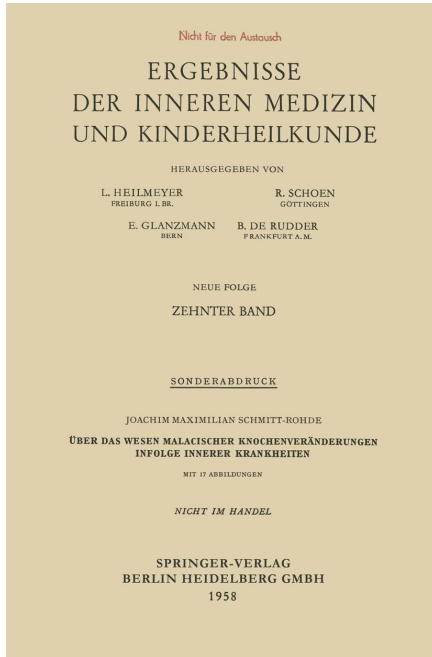 Nicht für den Austausch
ERGEBNISSE
DER INNEREN MEDIZIN
UND KINDERHEILKUNDE
HERAUSGEGEBEN VON
L. HEILMEYER R. SCHOEN
FREIBURG I. BR. GÖTTINGEN
E. GLANZMANN B. DE RUDDER
BERN FRANKFURT A. M.
NEUE FOLGE
ZEHNTER BAND
SONDERABDRUCK
JOACHIM MAXIMILIAN SCHMITT-ROHDE
ÜBER DAS WESEN MALACISCHER KNOCHENVERÄNDERUNGEN
INFOLGE INNERER KRANKHEITEN
MIT 17 ABBILDUNGEN
NICHT IM HANDEL
SPRINGER-VERLAG
BERLIN HEIDELBERG GMBH
1958